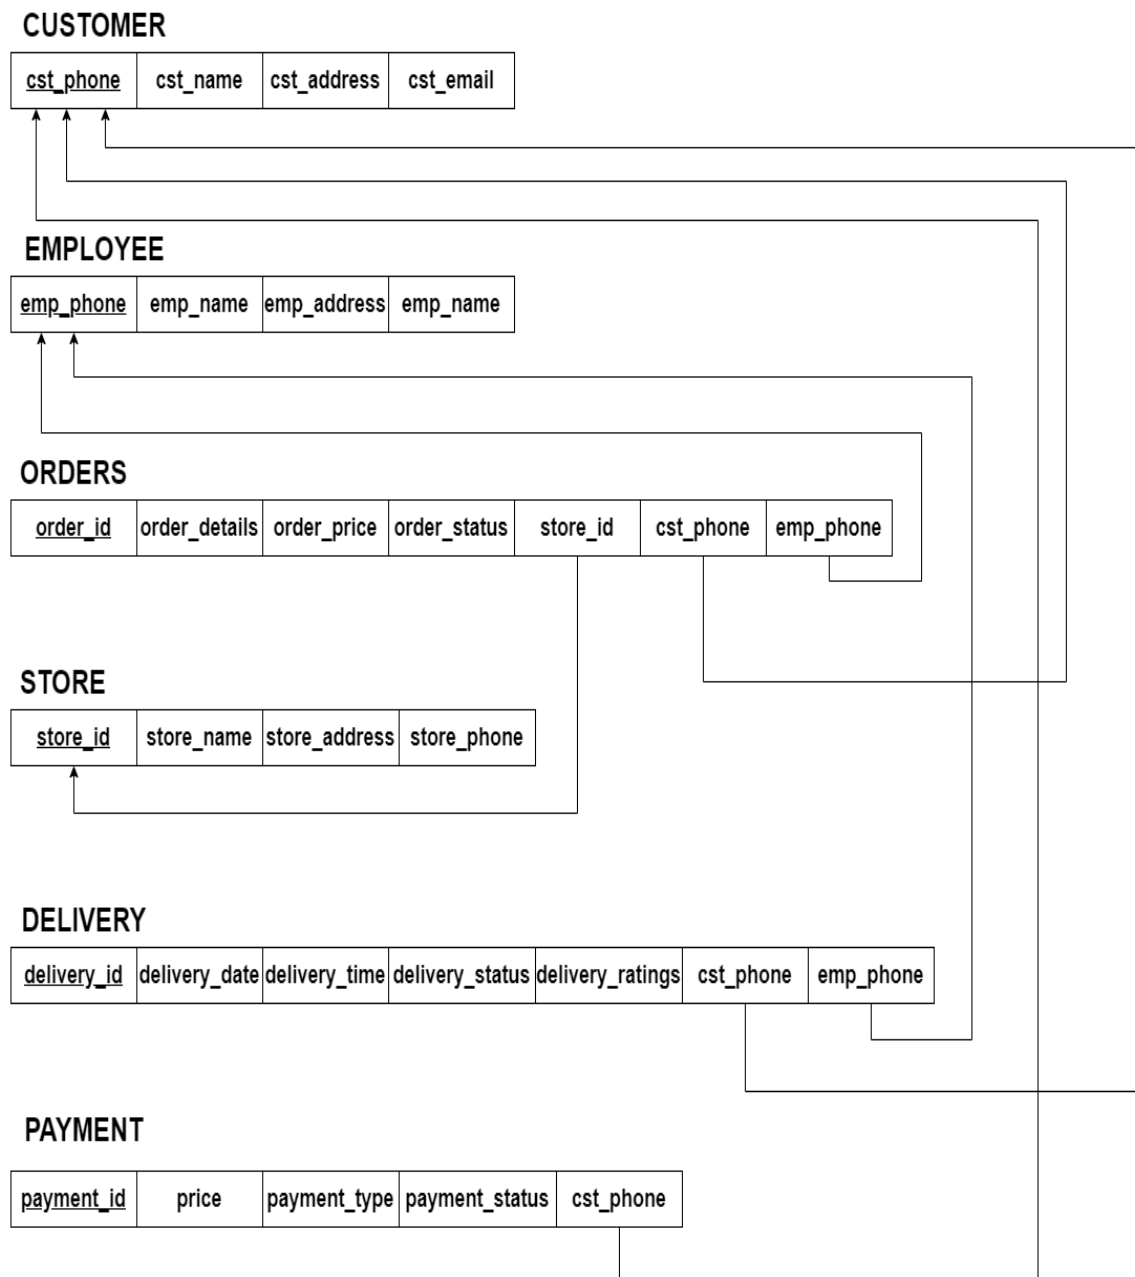 CUSTOMER
cst_phone cst_name cst_address cst_email
EMPLOYEE
emp_phone emp_name emp_address emp_name
ORDERS
order_id order_details order_price order_status store_id cst_phone emp_phone
STORE
store_id store_name store_address store_phone
DELIVERY
delivery_id delivery_date delivery_time delivery_status delivery_ratings cst_phone emp_phone
PAYMENT
payment_id price payment_type payment_status cst_phone